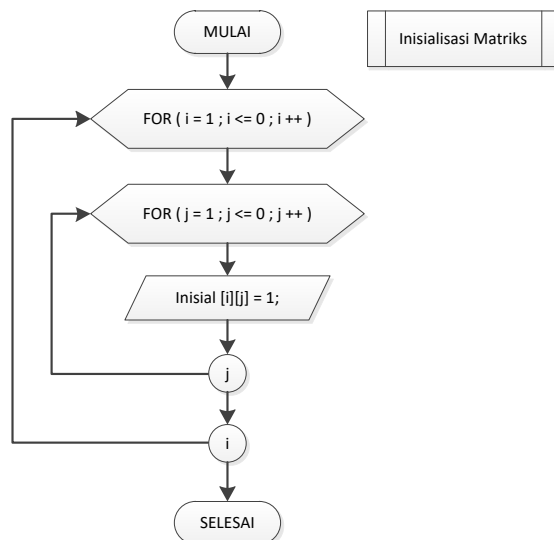 MULAI
Inisialisasi Matriks
FOR ( i = 1 ; i <= 0 ; i ++ )
FOR ( j = 1 ; j <= 0 ; j ++ )
Inisial [i][j] = 1;
j
i
SELESAI